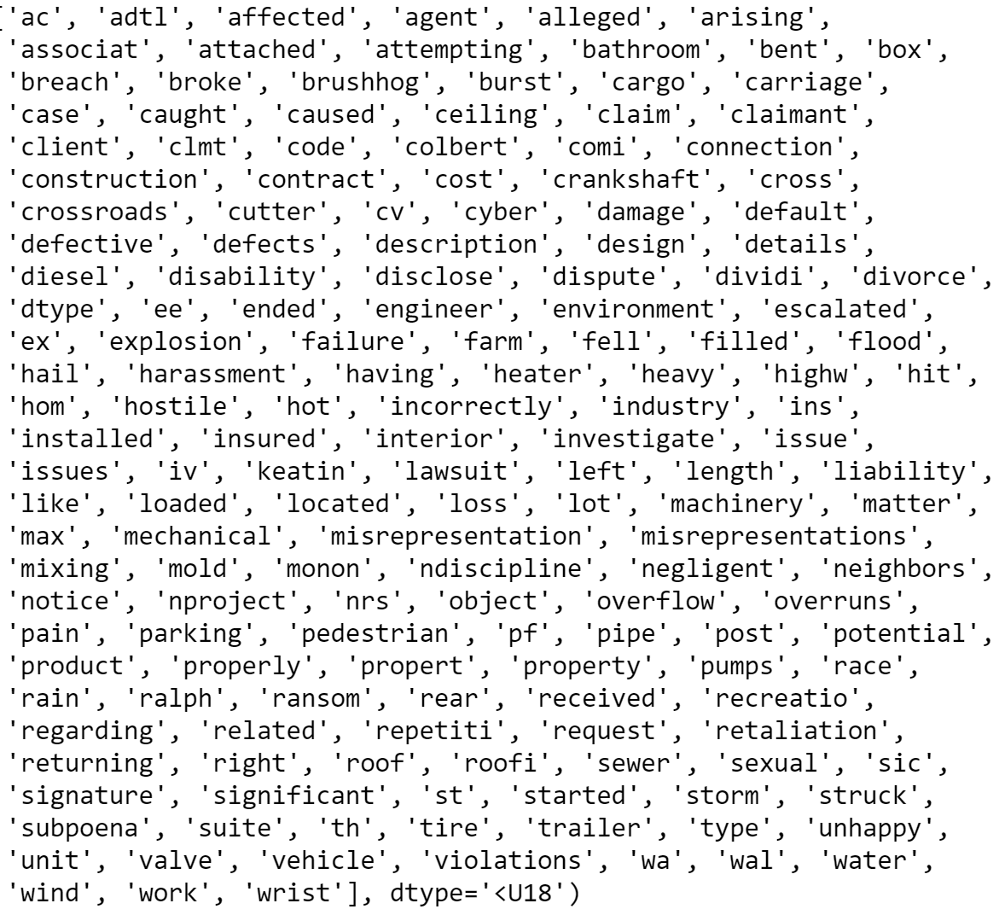 ['ac', 'adtl', 'affected', 'agent', 'alleged', 'arising',
'associat', 'attached', 'attempting', 'bathroom', 'bent', 'box',
'breach', 'broke', 'brushhog', 'burst', 'cargo', 'carriage',
'case', 'caught', 'caused', 'ceiling', 'claim', 'claimant',
'client', 'clmt', 'code', 'colbert', 'comi', 'connection',
'construction', 'contract', 'cost', 'crankshaft', 'cross',
'crossroads', 'cutter', 'cv', 'cyber', 'damage', 'default',
'defective', 'defects', 'description', 'design', 'details',
'diesel', 'disability', 'disclose', 'dispute', 'dividi', 'divorce',
'dtype', 'ee', 'ended', 'engineer', 'environment', 'escalated',
'ex', 'explosion', 'failure', 'farm', 'fell', 'filled', 'flood',
'hail', 'harassment', 'having', 'heater', 'heavy', 'highw', 'hit',
'hom', 'hostile', 'hot', 'incorrectly', 'industry', 'ins',
'installed', 'insured', 'interior', 'investigate', 'issue',
'issues', 'iv', 'keatin', 'lawsuit', 'left', 'length', 'liability',
'like', 'loaded', 'located', 'loss', 'lot', 'machinery', 'matter',
'max', 'mechanical', 'misrepresentation', 'misrepresentations',
'mixing', 'mold', 'monon', 'ndiscipline', 'negligent', 'neighbors',
'notice', 'nproject', 'nrs', 'object', 'overflow', 'overruns',
'pain', 'parking', 'pedestrian', 'pf', 'pipe', 'post', 'potential',
'product', 'properly', 'propert', 'property', 'pumps', 'race',
'rain', 'ralph', 'ransom', 'rear', 'received', 'recreatio',
'regarding', 'related', 'repetiti', 'request', 'retaliation',
'returning', 'right', 'roof', 'roofi', 'sewer', 'sexual', 'sic',
'signature', 'significant', 'st', 'started', 'storm', 'struck',
'subpoena', 'suite', 'th', 'tire', 'trailer', 'type', 'unhappy',
'unit', 'valve', 'vehicle', 'violations', 'wa', 'wal', 'water',
'wind', 'work', 'wrist'], dtype='<U18')